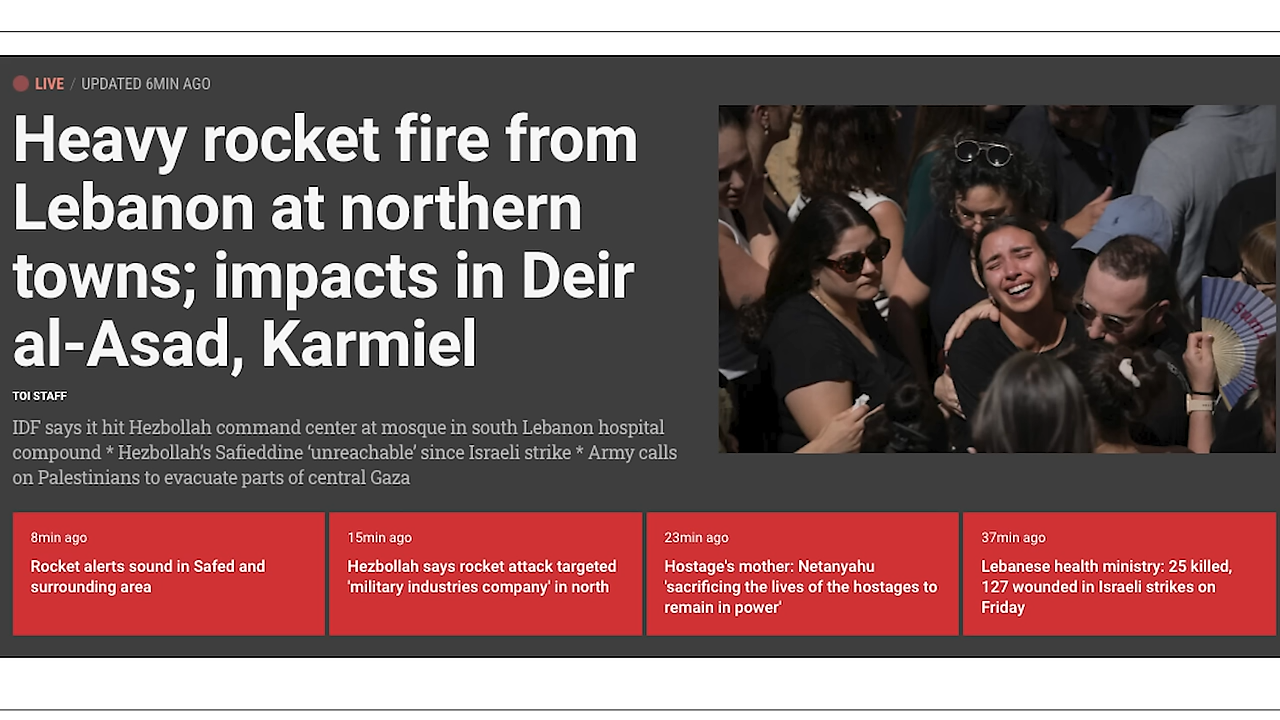 LIVE / UPDATED 6MIN AGO
Heavy rocket fire from
Lebanon at northern
towns; impacts in Deir
al-Asad, Karmiel
TOI STAFF
IDF says it hit Hezbollah command center at mosque in south Lebanon hospital
compound * Hezbollah’s Safieddine ‘unreachable’ since Israeli strike * Army calls
on Palestinians to evacuate parts of central Gaza
8min ago
Rocket alerts sound in Safed and
surrounding area
15min ago
Hezbollah says rocket attack targeted
'military industries company' in north
23min ago
Hostage's mother: Netanyahu
'sacrificing the lives of the hostages to
remain in power'
37min ago
Lebanese health ministry: 25 killed,
127 wounded in Israeli strikes on
Friday